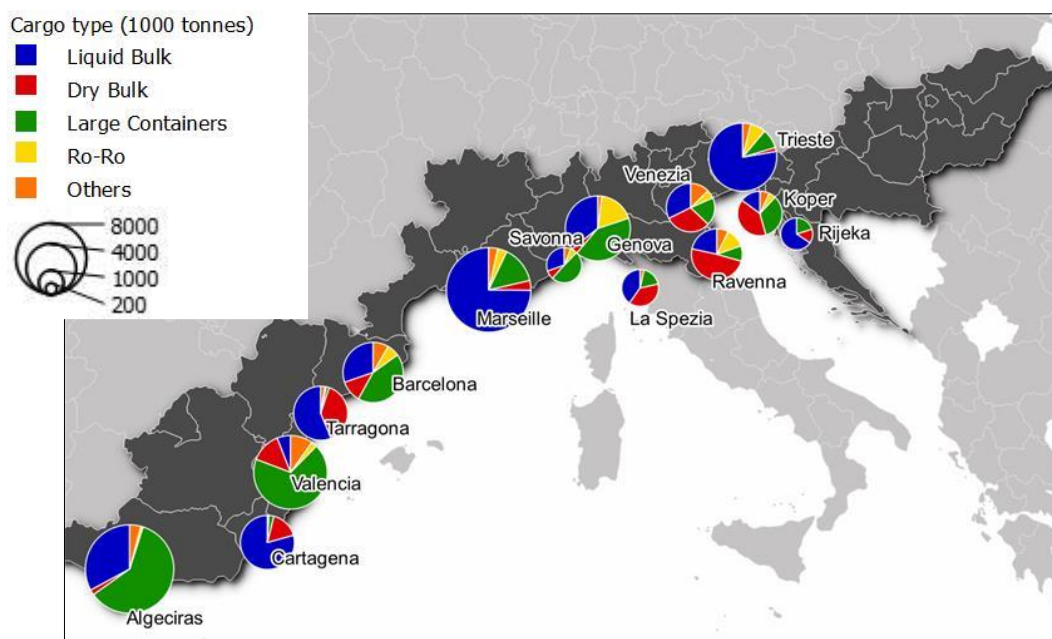 Cargo type (1000 tonnes)
Liquid Bulk
Dry Bulk
Large Containers
Ro-Ro
Others
8000
4000
1000
200
Trieste
Venezia
Koper
Savonna
Genova
Rijeka
Ravenna
Marseille
La Spezia
Barcelona
Tarragona
Valencia
Cartagena
Algeciras